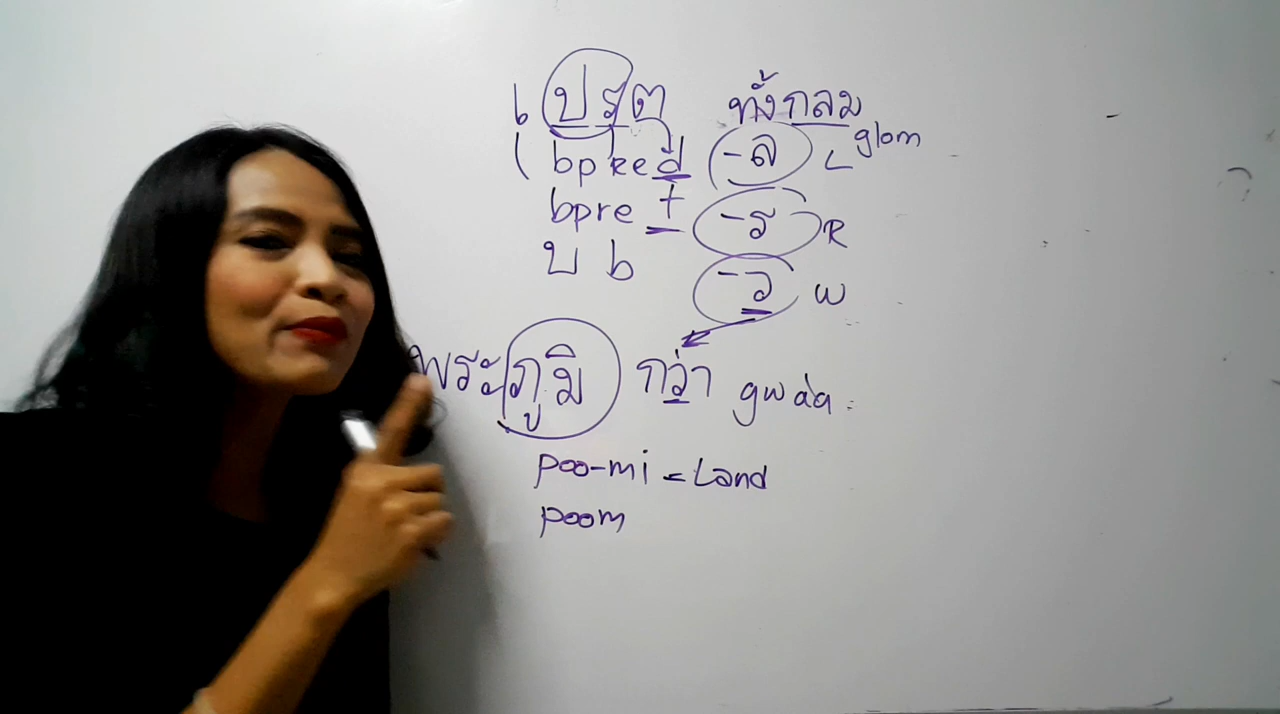 เปรต ทั้งกลม
bpred -ล L glom
bpre t -ร R
บ b -ว w
พระภูมิ กว่า gwàa
poo-mi = Land
poom